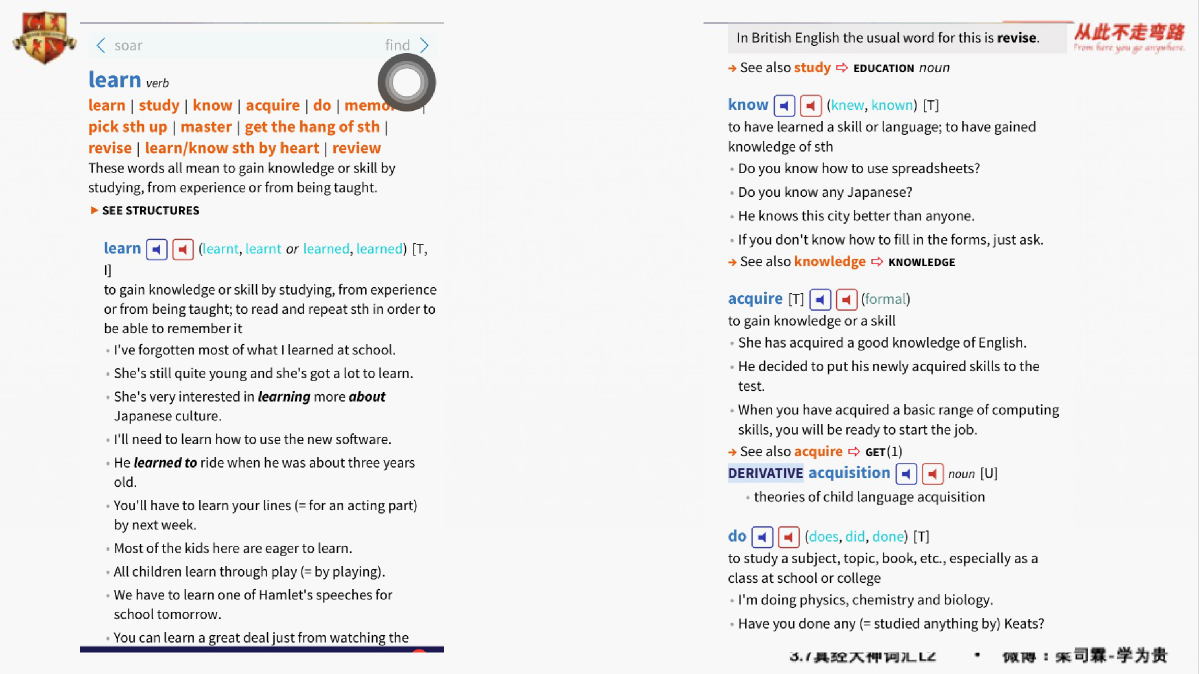 soar find
learn verb
learn | study | know | acquire | do | memo |
pick sth up | master | get the hang of sth |
revise | learn/know sth by heart | review
These words all mean to gain knowledge or skill by
studying, from experience or from being taught.
SEE STRUCTURES
learn (learnt, learnt or learned, learned) [T,
I]
to gain knowledge or skill by studying, from experience
or from being taught; to read and repeat sth in order to
be able to remember it
• I've forgotten most of what I learned at school.
• She's still quite young and she's got a lot to learn.
• She's very interested in learning more about
Japanese culture.
• I'll need to learn how to use the new software.
• He learned to ride when he was about three years
old.
• You'll have to learn your lines (= for an acting part)
by next week.
• Most of the kids here are eager to learn.
• All children learn through play (= by playing).
• We have to learn one of Hamlet's speeches for
school tomorrow.
• You can learn a great deal just from watching the
In British English the usual word for this is revise.
→ See also study ⇨ EDUCATION noun
know (knew, known) [T]
to have learned a skill or language; to have gained
knowledge of sth
• Do you know how to use spreadsheets?
• Do you know any Japanese?
• He knows this city better than anyone.
• If you don't know how to fill in the forms, just ask.
→ See also knowledge ⇨ KNOWLEDGE
acquire [T] (formal)
to gain knowledge or a skill
• She has acquired a good knowledge of English.
• He decided to put his newly acquired skills to the
test.
• When you have acquired a basic range of computing
skills, you will be ready to start the job.
→ See also acquire ⇨ GET(1)
DERIVATIVE acquisition noun [U]
• theories of child language acquisition
do (does, did, done) [T]
to study a subject, topic, book, etc., especially as a
class at school or college
• I'm doing physics, chemistry and biology.
• Have you done any (= studied anything by) Keats?
从此不走弯路
From here you go anywhere.
3.7真经大神词汇L2 • 微博：柴司霖-学为贵